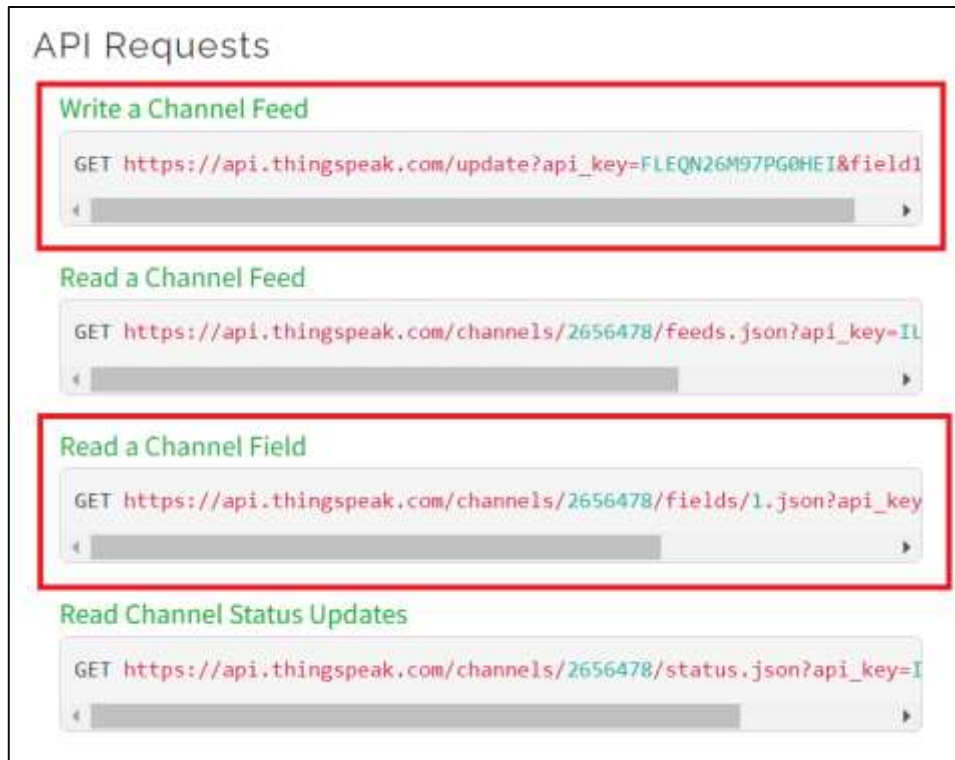 API Requests
Write a Channel Feed
GET https://api.thingspeak.com/update?api_key=FLEQN26M97PG0HEI&field1
Read a Channel Feed
GET https://api.thingspeak.com/channels/2656478/feeds.json?api_key=IL
Read a Channel Field
GET https://api.thingspeak.com/channels/2656478/fields/1.json?api_key
Read Channel Status Updates
GET https://api.thingspeak.com/channels/2656478/status.json?api_key=I